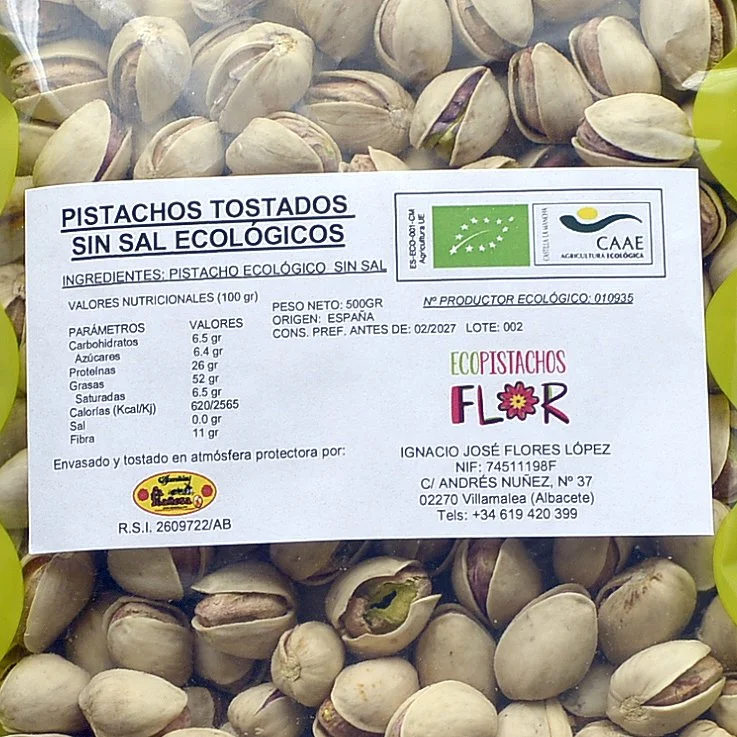 PISTACHOS TOSTADOS
SIN SAL ECOLÓGICOS
INGREDIENTES: PISTACHO ECOLÓGICO SIN SAL
ES-ECO-001-CM
Agricultura UE
CASTILLA LA MANCHA
CAAE
AGRICULTURA ECOLÓGICA
VALORES NUTRICIONALES (100 gr)
PARÁMETROS VALORES
Carbohidratos 6.5 gr
Azúcares 6.4 gr
Proteínas 26 gr
Grasas 52 gr
Saturadas 6.5 gr
Calorías (Kcal/Kj) 620/2565
Sal 0.0 gr
Fibra 11 gr
PESO NETO: 500GR
ORIGEN: ESPAÑA
CONS. PREF. ANTES DE: 02/2027 LOTE: 002
Nº PRODUCTOR ECOLÓGICO: 010935
ECOPISTACHOS
FLOR
Envasado y tostado en atmósfera protectora por:
R.S.I. 2609722/AB
IGNACIO JOSÉ FLORES LÓPEZ
NIF: 74511198F
C/ ANDRÉS NUÑEZ, Nº 37
02270 Villamalea (Albacete)
Tels: +34 619 420 399